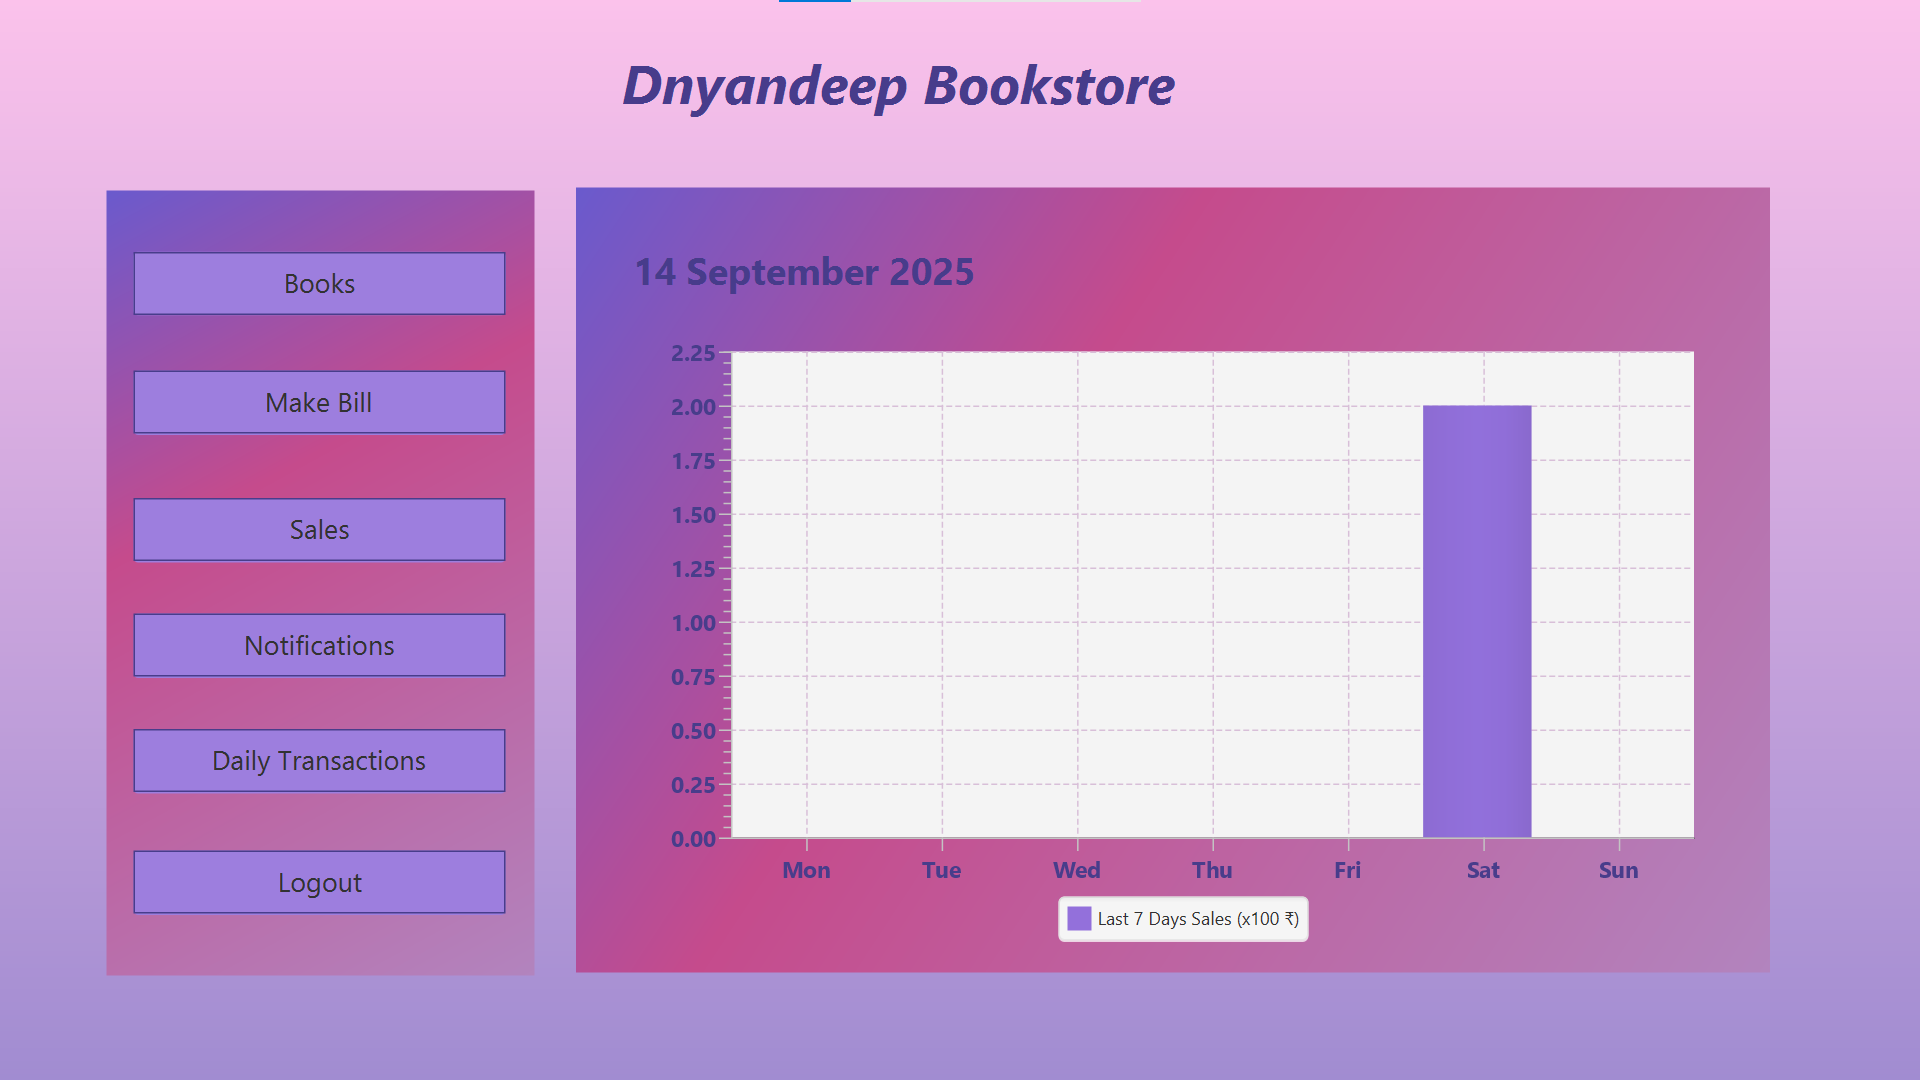 Dnyandeep Bookstore
Books
Make Bill
Sales
Notifications
Daily Transactions
Logout
14 September 2025
2.25
2.00
1.75
1.50
1.25
1.00
0.75
0.50
0.25
0.00
Mon Tue Wed Thu Fri Sat Sun
Last 7 Days Sales (x100 ₹)